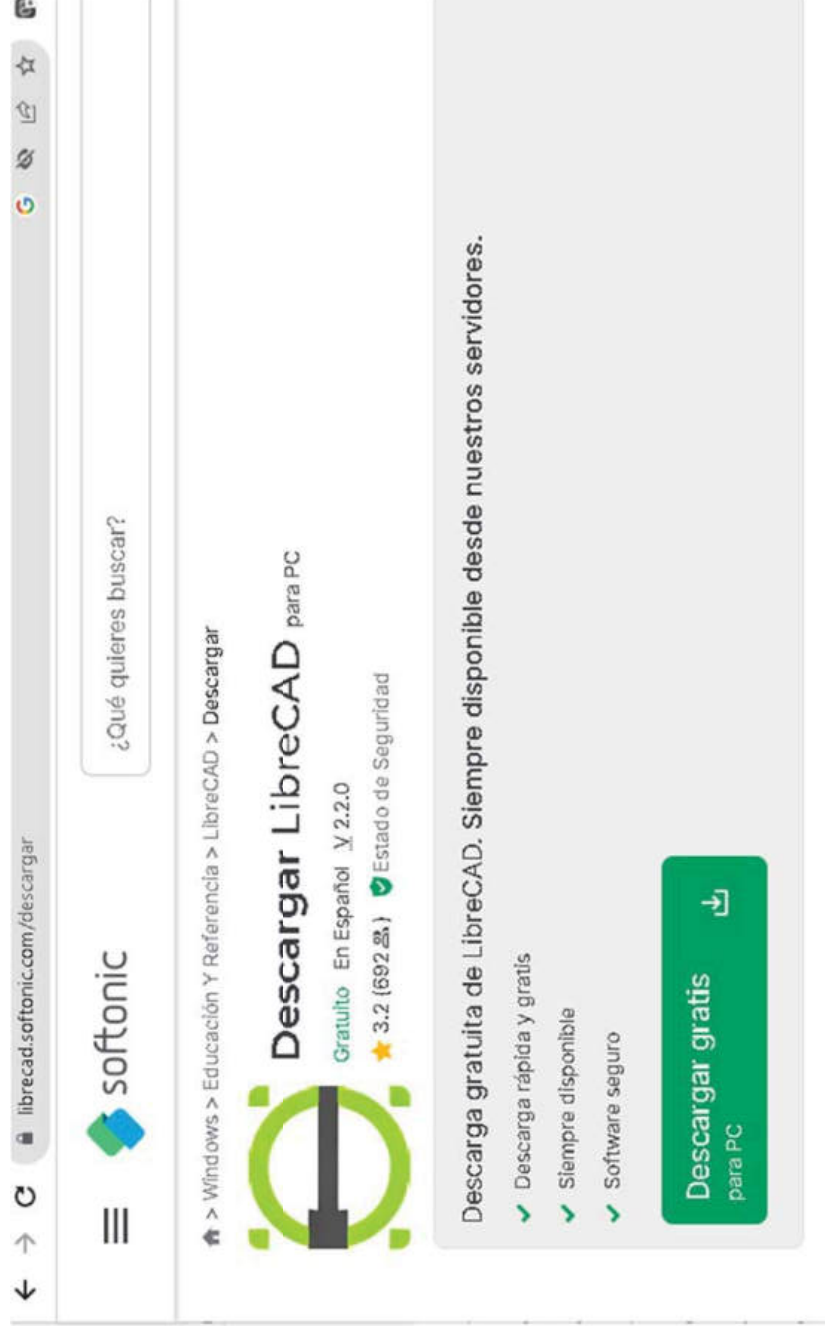 librecad.softonic.com/descargar
softonic
¿Qué quieres buscar?
> Windows > Educación Y Referencia > LibreCAD > Descargar
Descargar LibreCAD para PC
Gratuito En Español V 2.2.0
3.2 (692) Estado de Seguridad
Descarga gratuita de LibreCAD. Siempre disponible desde nuestros servidores.
Descarga rápida y gratis
Siempre disponible
Software seguro
Descargar gratis
para PC